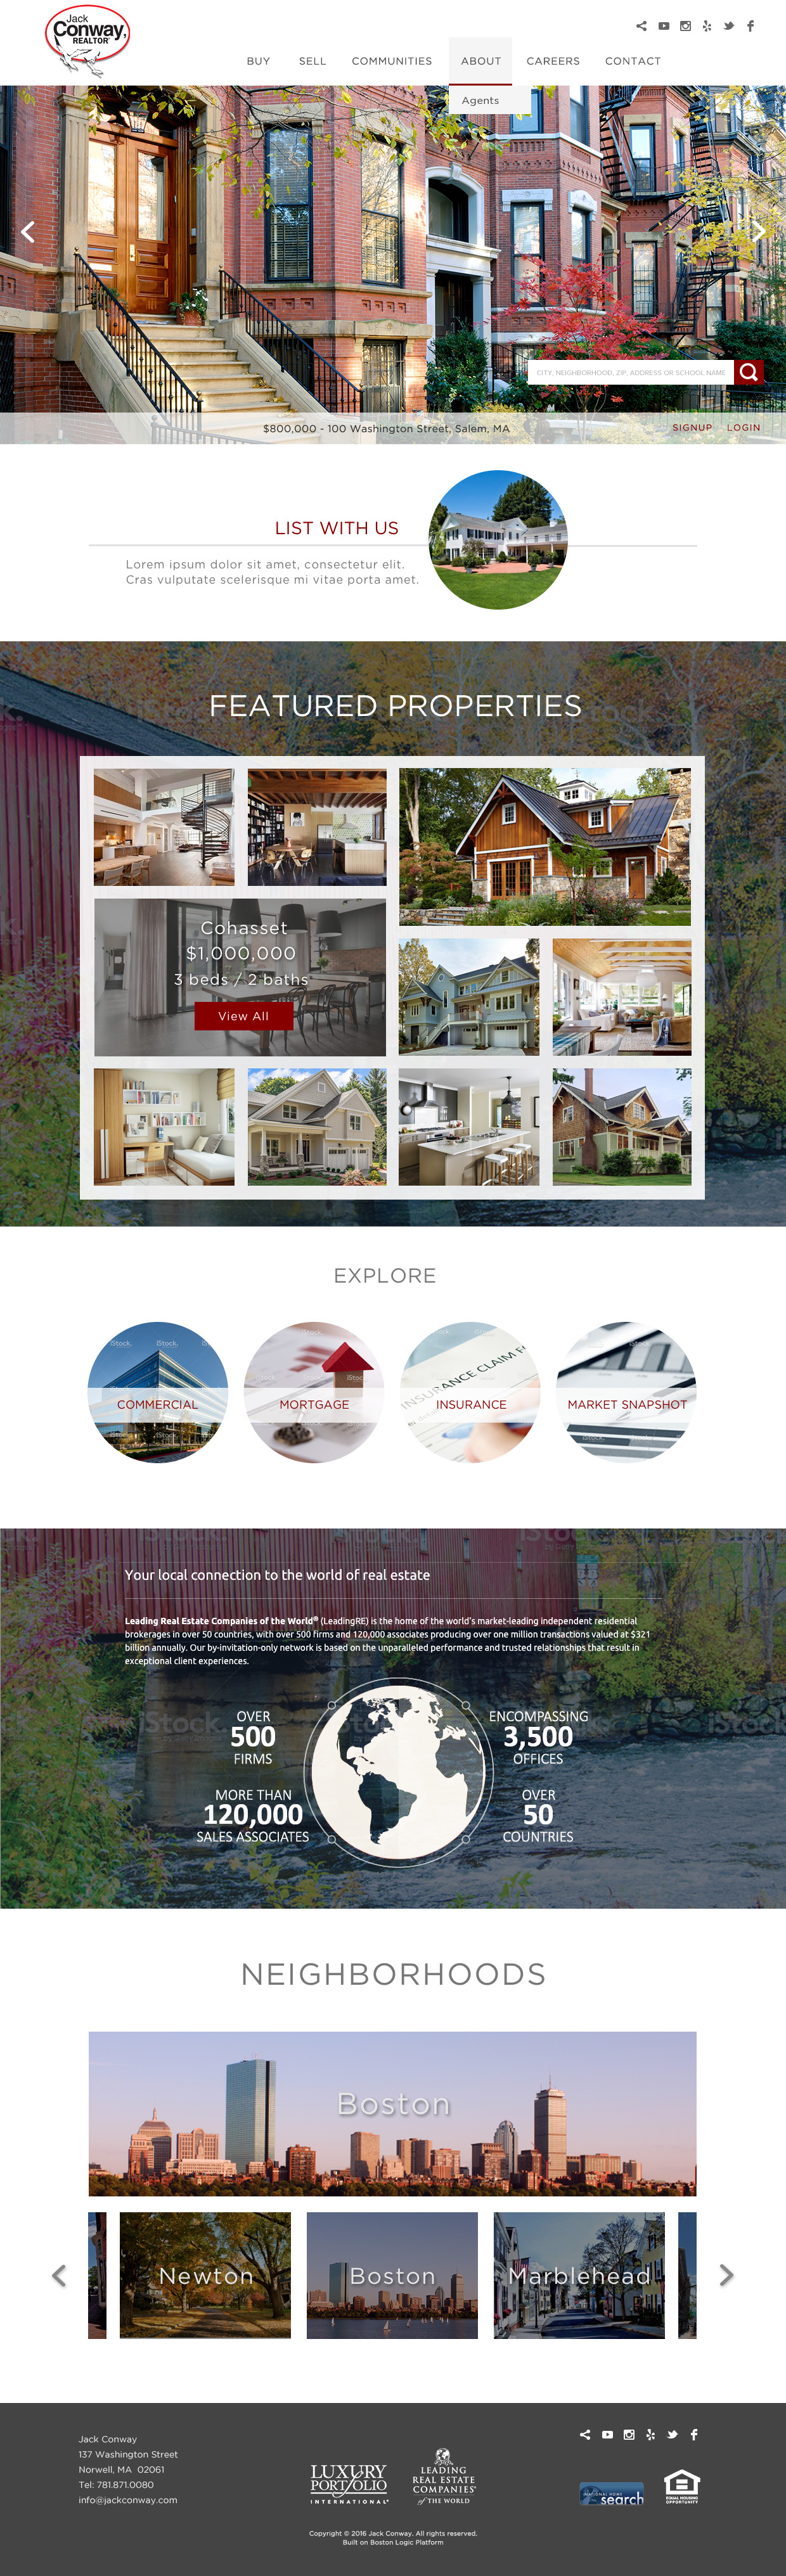 Jack
Conway,
REALTOR®
BUY
SELL
COMMUNITIES
ABOUT
CAREERS
CONTACT
Agents
CITY, NEIGHBORHOOD, ZIP, ADDRESS OR SCHOOL NAME
$800,000 - 100 Washington Street, Salem, MA
SIGNUP
LOGIN
LIST WITH US
Lorem ipsum dolor sit amet, consectetur elit.
Cras vulputate scelerisque mi vitae porta amet.
FEATURED PROPERTIES
Cohasset
$1,000,000
3 beds / 2 baths
View All
EXPLORE
iStock.
iStock.
COMMERCIAL
MORTGAGE
INSURANCE CLAIM F
INSURANCE
MARKET SNAPSHOT
Your local connection to the world of real estate
Leading Real Estate Companies of the World® (LeadingRE) is the home of the world's market-leading independent residential
brokerages in over 50 countries, with over 500 firms and 120,000 associates producing over one million transactions valued at $321
billion annually. Our by-invitation-only network is based on the unparalleled performance and trusted relationships that result in
exceptional client experiences.
OVER
500
FIRMS
ENCOMPASSING
3,500
OFFICES
MORE THAN
120,000
SALES ASSOCIATES
OVER
50
COUNTRIES
iStock.
NEIGHBORHOODS
Boston
Newton
Boston
Marblehead
Jack Conway
137 Washington Street
Norwell, MA 02061
Tel: 781.871.0080
info@jackconway.com
LUXURY
PORTFOLIO
INTERNATIONAL®
LEADING
REAL ESTATE
COMPANIES®
of THE WORLD
NATIONAL HOME
search
EQUAL HOUSING
OPPORTUNITY
Copyright © 2016 Jack Conway. All rights reserved.
Built on Boston Logic Platform